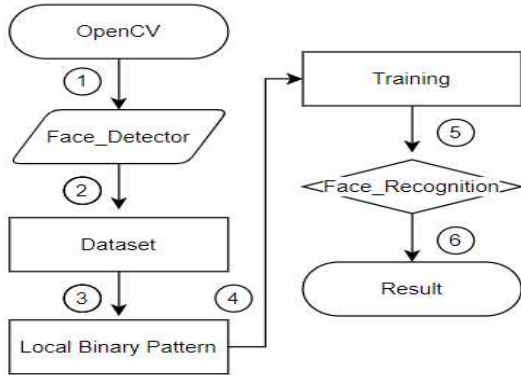 OpenCV
1
Face_Detector
2
Dataset
3
Local Binary Pattern
4
Training
5
Face_Recognition
6
Result